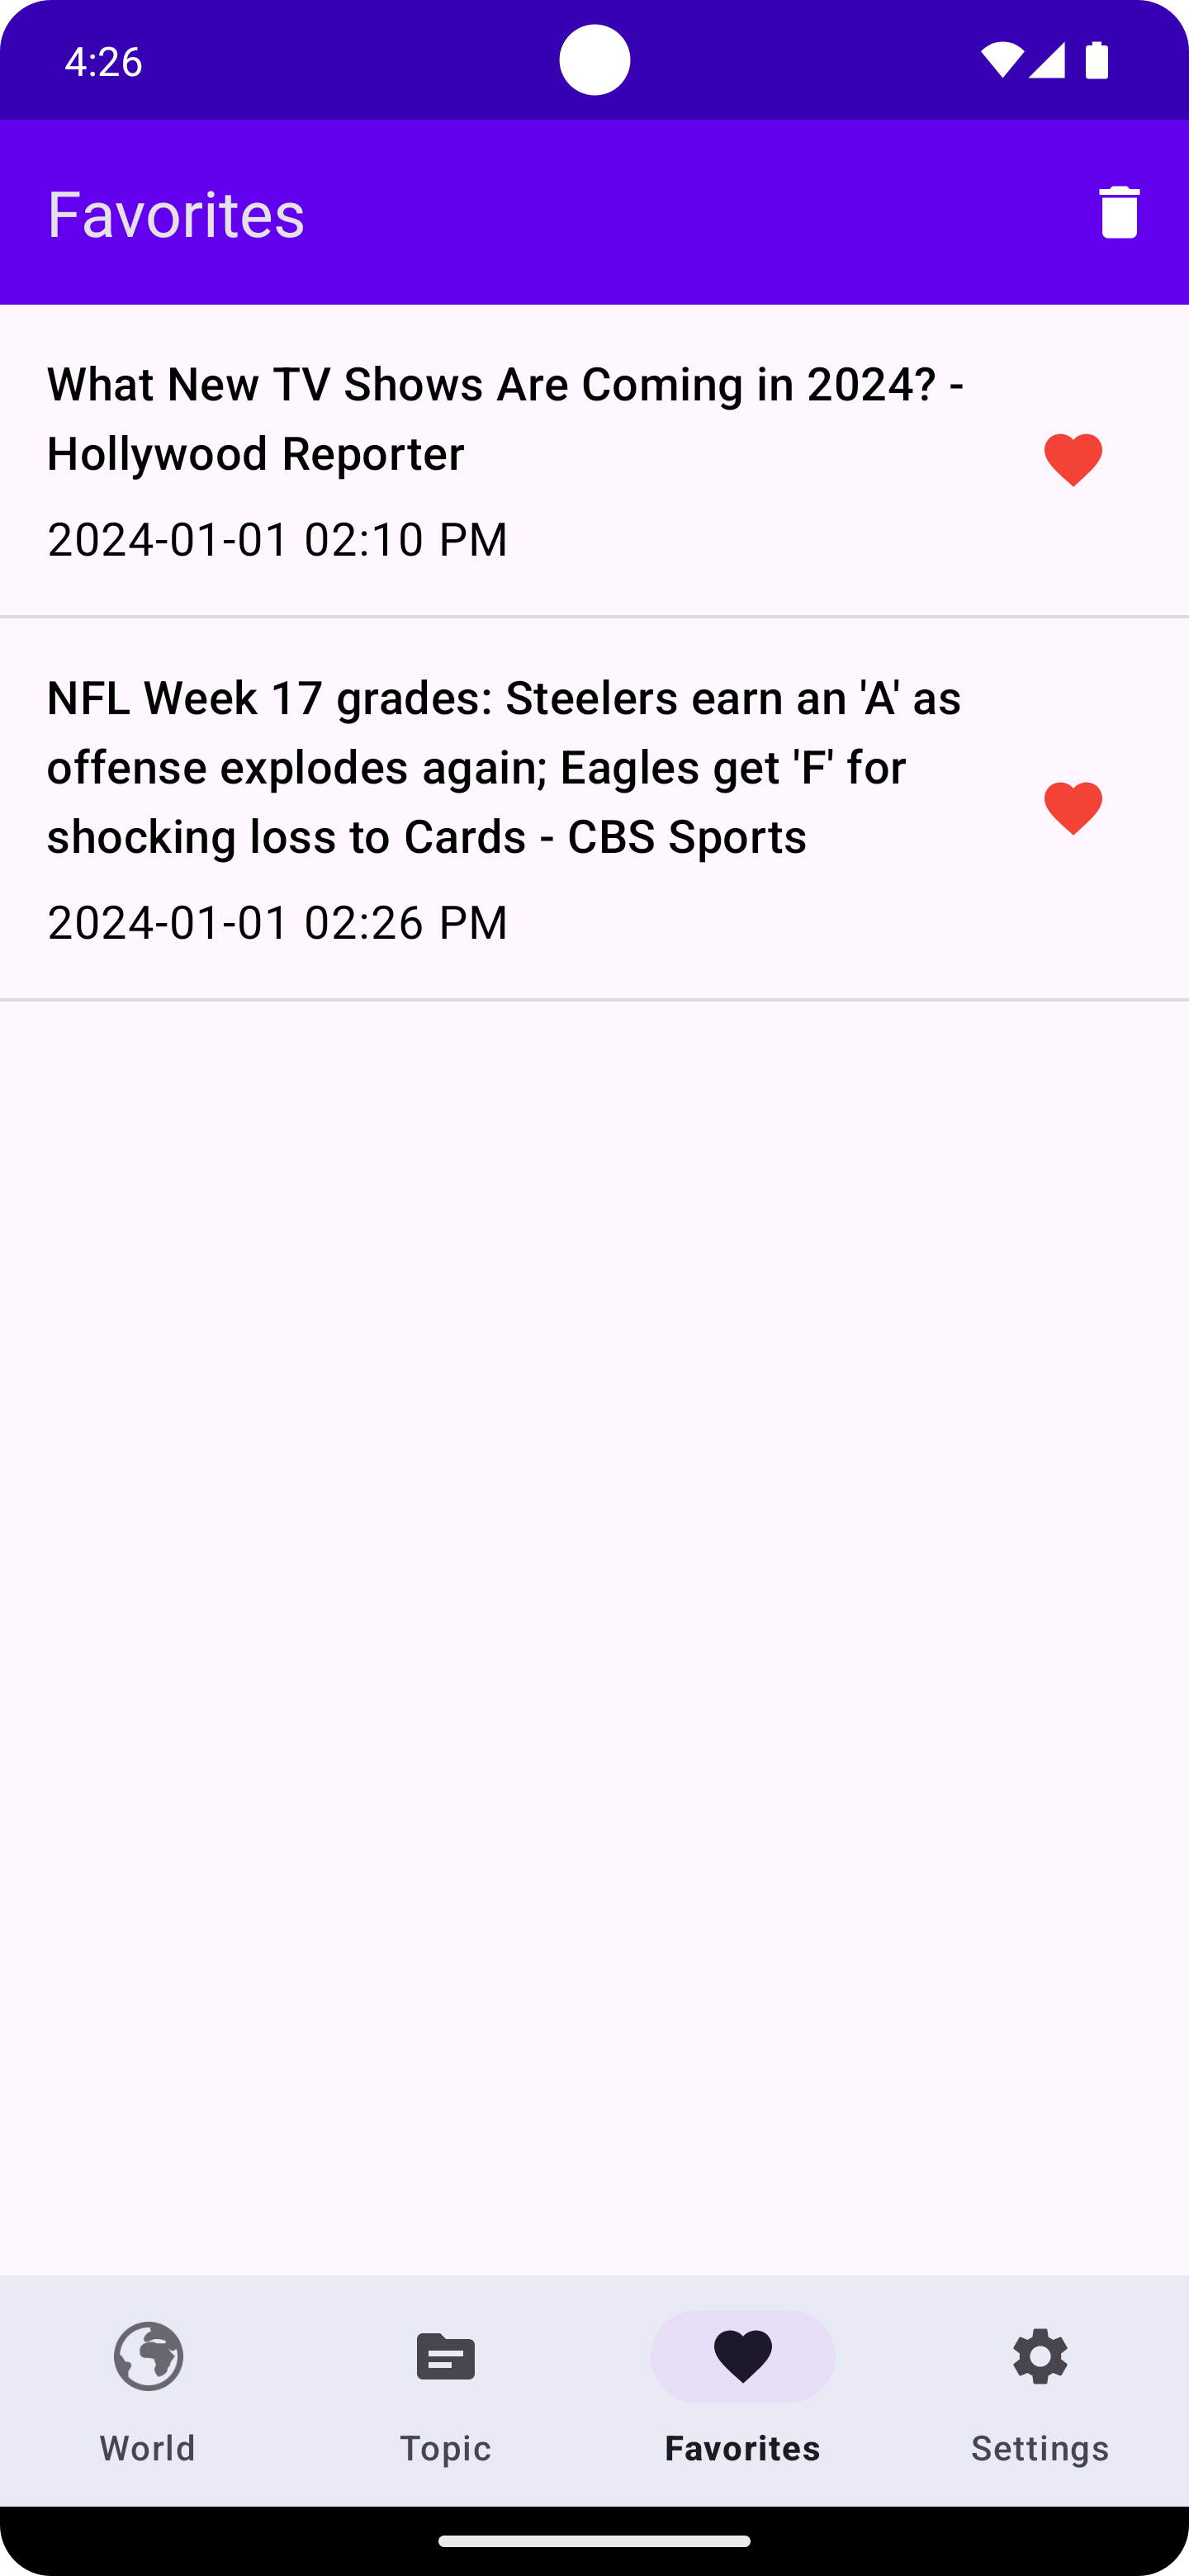 4:26
Favorites
What New TV Shows Are Coming in 2024? -
Hollywood Reporter
2024-01-01 02:10 PM
NFL Week 17 grades: Steelers earn an 'A' as
offense explodes again; Eagles get 'F' for
shocking loss to Cards - CBS Sports
2024-01-01 02:26 PM
World
Topic
Favorites
Settings